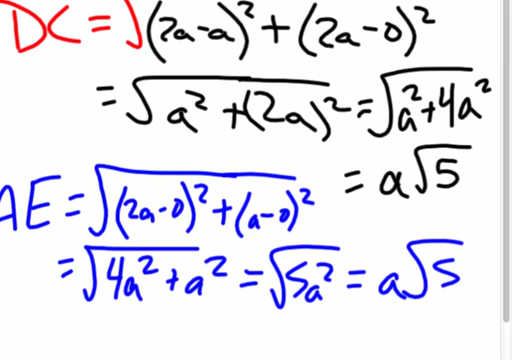 DC = √(2a-a)² + (2a-0)²
= √a² + (2a)² = √a² + 4a²
= a√5
AE = √(2a-0)² + (a-0)²
= √4a² + a² = √5a² = a√5